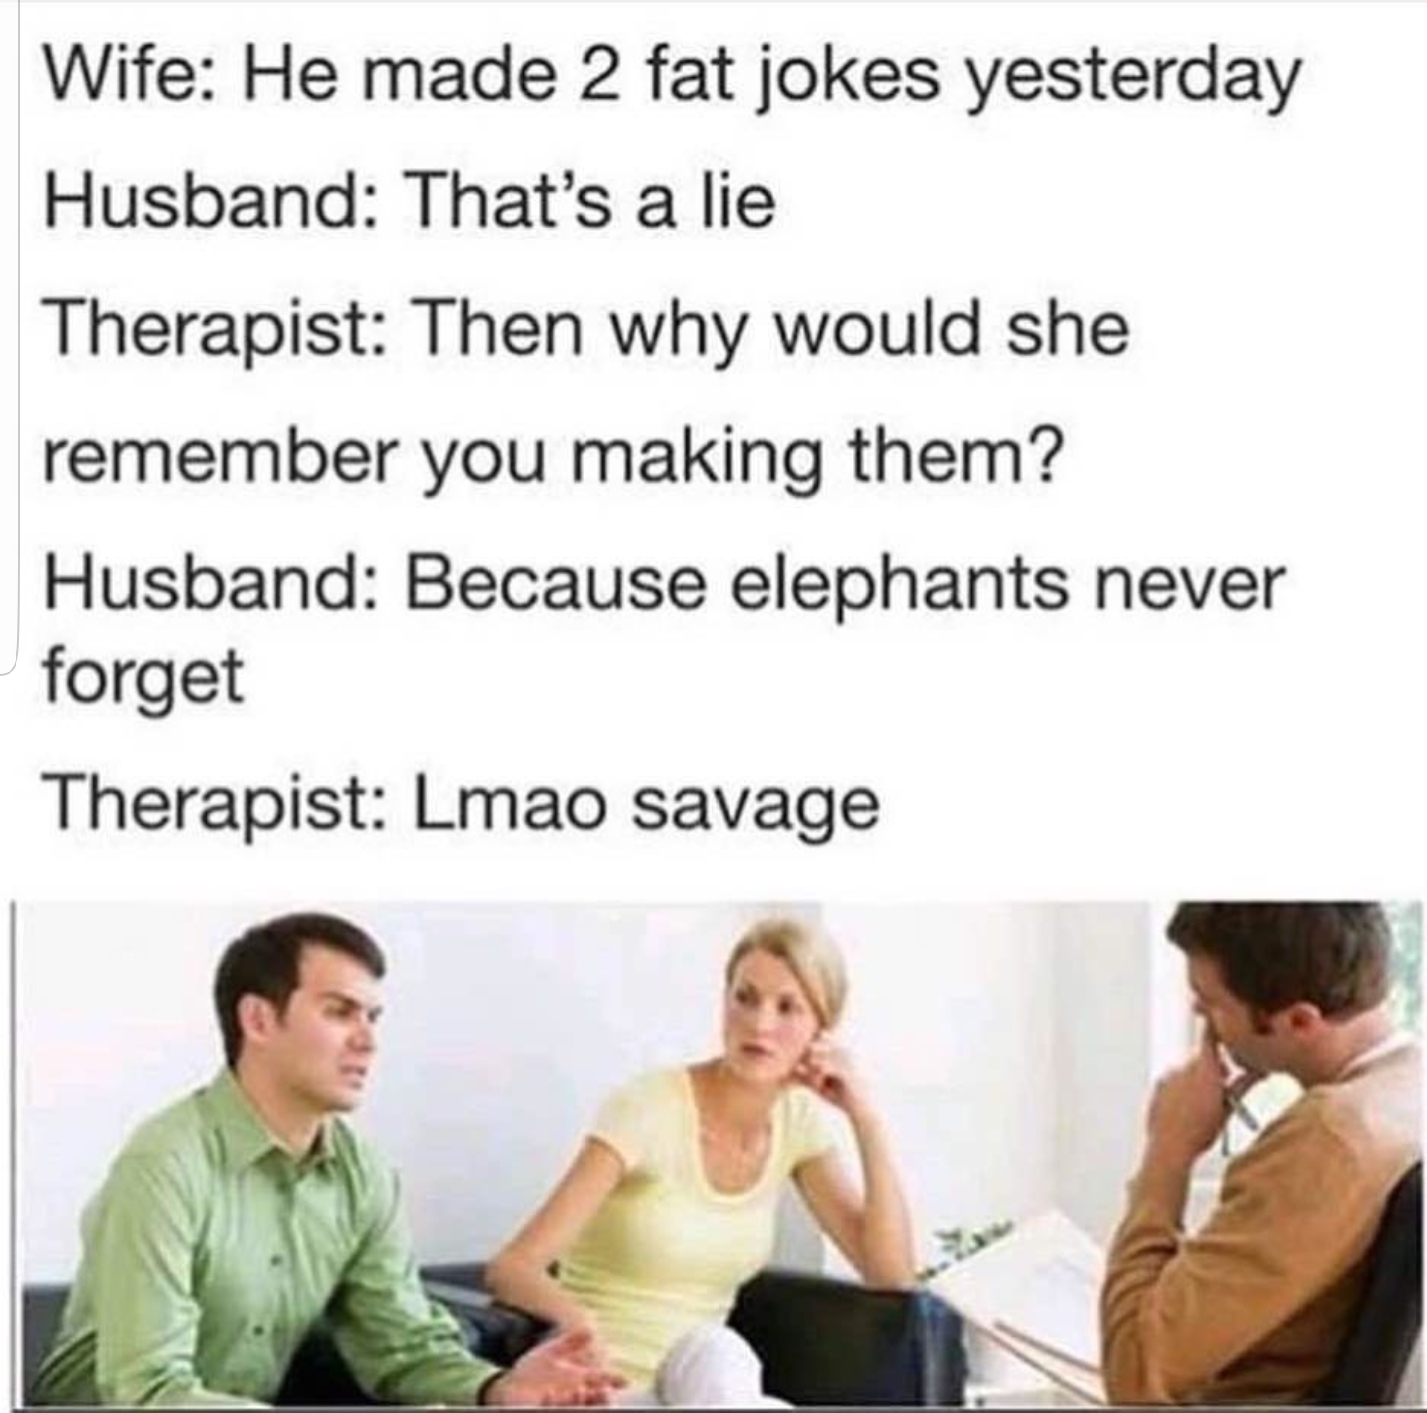 Wife: He made 2 fat jokes yesterday
Husband: That’s a lie
Therapist: Then why would she
remember you making them?
Husband: Because elephants never
forget
Therapist: Lmao savage